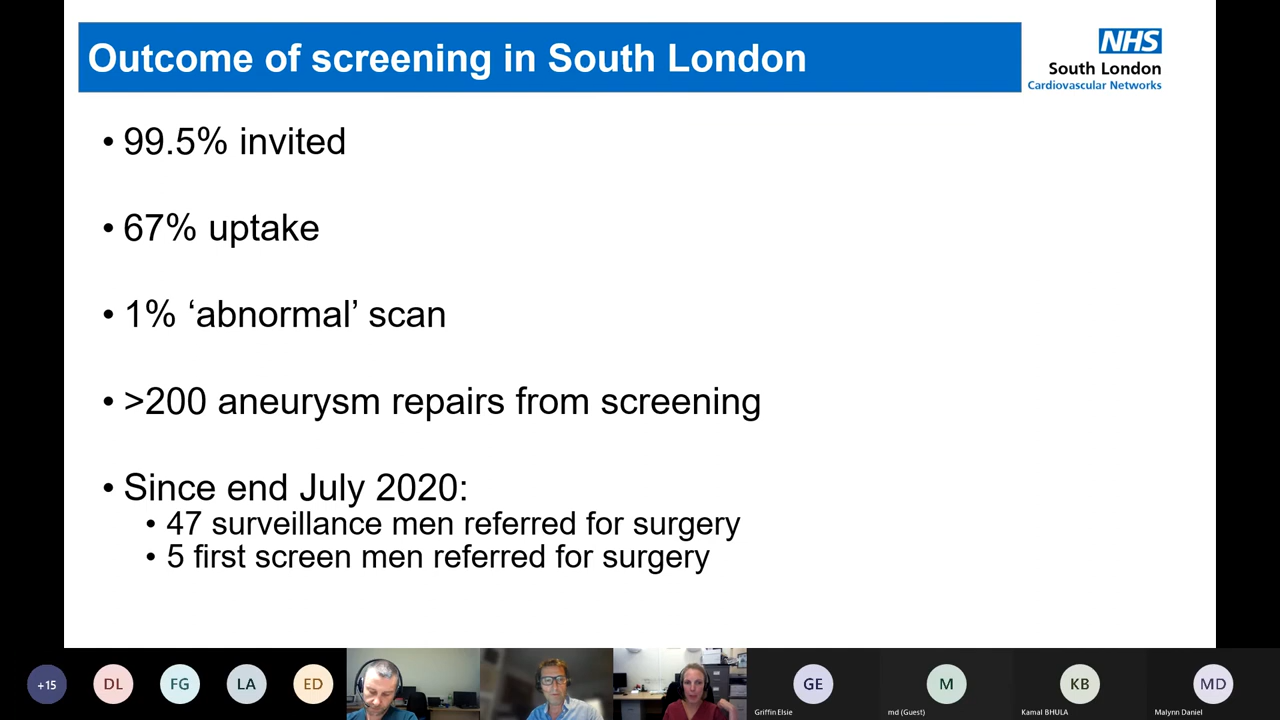 Outcome of screening in South London
NHS
South London
Cardiovascular Networks
• 99.5% invited
• 67% uptake
• 1% ‘abnormal’ scan
• >200 aneurysm repairs from screening
• Since end July 2020:
• 47 surveillance men referred for surgery
• 5 first screen men referred for surgery
+15
DL
FG
LA
ED
GE
M
KB
MD
Griffin Elsie
md (Guest)
Kamal BHULA
Malynn Daniel